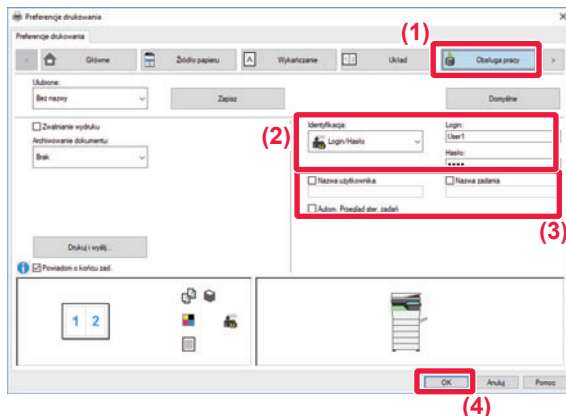 Preferencje drukowania
Preferencje drukowania
(1)
Główne
Źródło papieru
Wykańczanie
Układ
Obsługa pracy
Ulubione:
Bez nazwy
Zapisz
Domyślne
Zwalnianie wydruku
Archiwowanie dokumentu:
Brak
(2)
Identyfikacja:
Login/Hasło
Login:
User1
Hasło:
••••
Nazwa użytkownika
Nazwa zadania
Autom. Przegląd ster. zadań
(3)
Drukuj i wyślij...
Powiadom o końcu zad.
1 2
OK
Anuluj
Pomoc
(4)